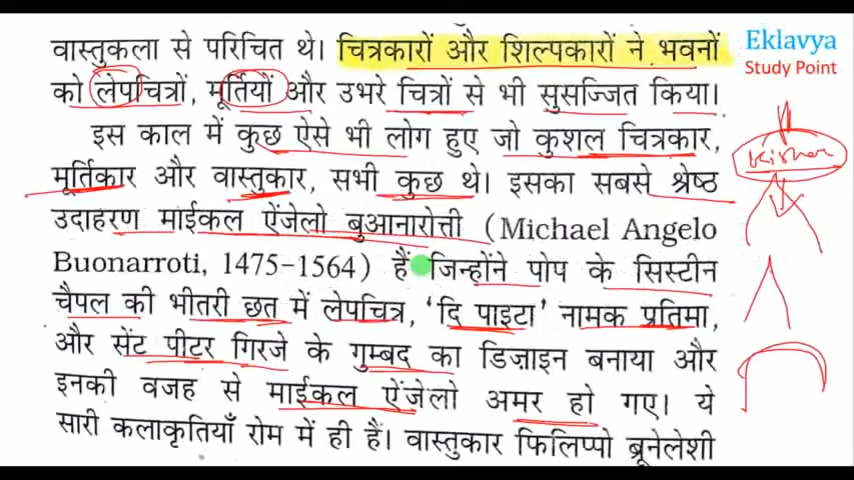 वास्तुकला से परिचित थे। चित्रकारों और शिल्पकारों ने भवनों
को लेपचित्रों, मूर्तियों और उभरे चित्रों से भी सुसज्जित किया।
इस काल में कुछ ऐसे भी लोग हुए जो कुशल चित्रकार,
मूर्तिकार और वास्तुकार, सभी कुछ थे। इसका सबसे श्रेष्ठ
उदाहरण माईकल ऐंजेलो बुआनारोत्ती (Michael Angelo
Buonarroti, 1475-1564) हैं जिन्होंने पोप के सिस्टीन
चैपल की भीतरी छत में लेपचित्र, ‘दि पाइटा’ नामक प्रतिमा,
और सेंट पीटर गिरजे के गुम्बद का डिज़ाइन बनाया और
इनकी वजह से माईकल ऐंजेलो अमर हो गए। ये
सारी कलाकृतियाँ रोम में ही हैं। वास्तुकार फिलिप्पो ब्रूनेलेशी
Eklavya
Study Point